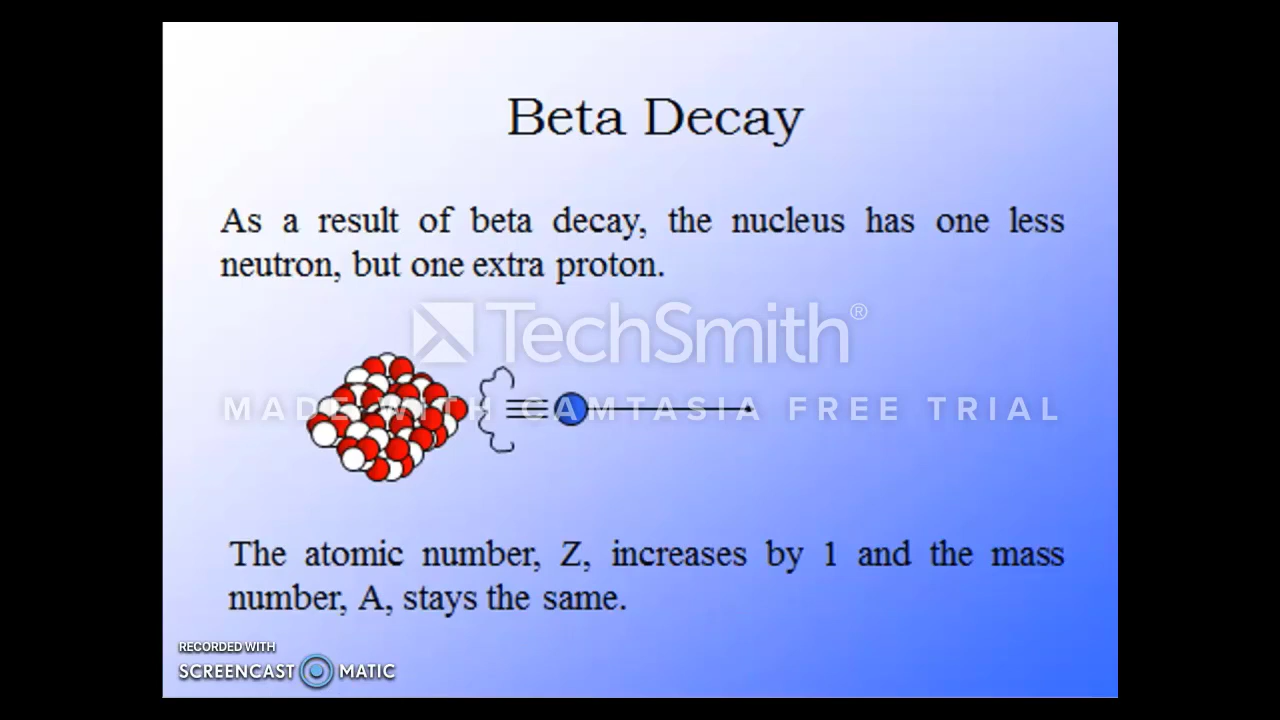 Beta Decay
As a result of beta decay, the nucleus has one less
neutron, but one extra proton.
TechSmith®
MADE WITH CAMTASIA FREE TRIAL
The atomic number, Z, increases by 1 and the mass
number, A, stays the same.
RECORDED WITH
SCREENCAST MATIC